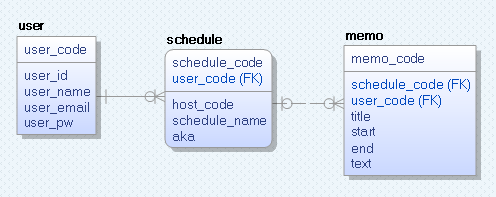 user
user_code
user_id
user_name
user_email
user_pw
schedule
schedule_code
user_code (FK)
host_code
schedule_name
aka
memo
memo_code
schedule_code (FK)
user_code (FK)
title
start
end
text